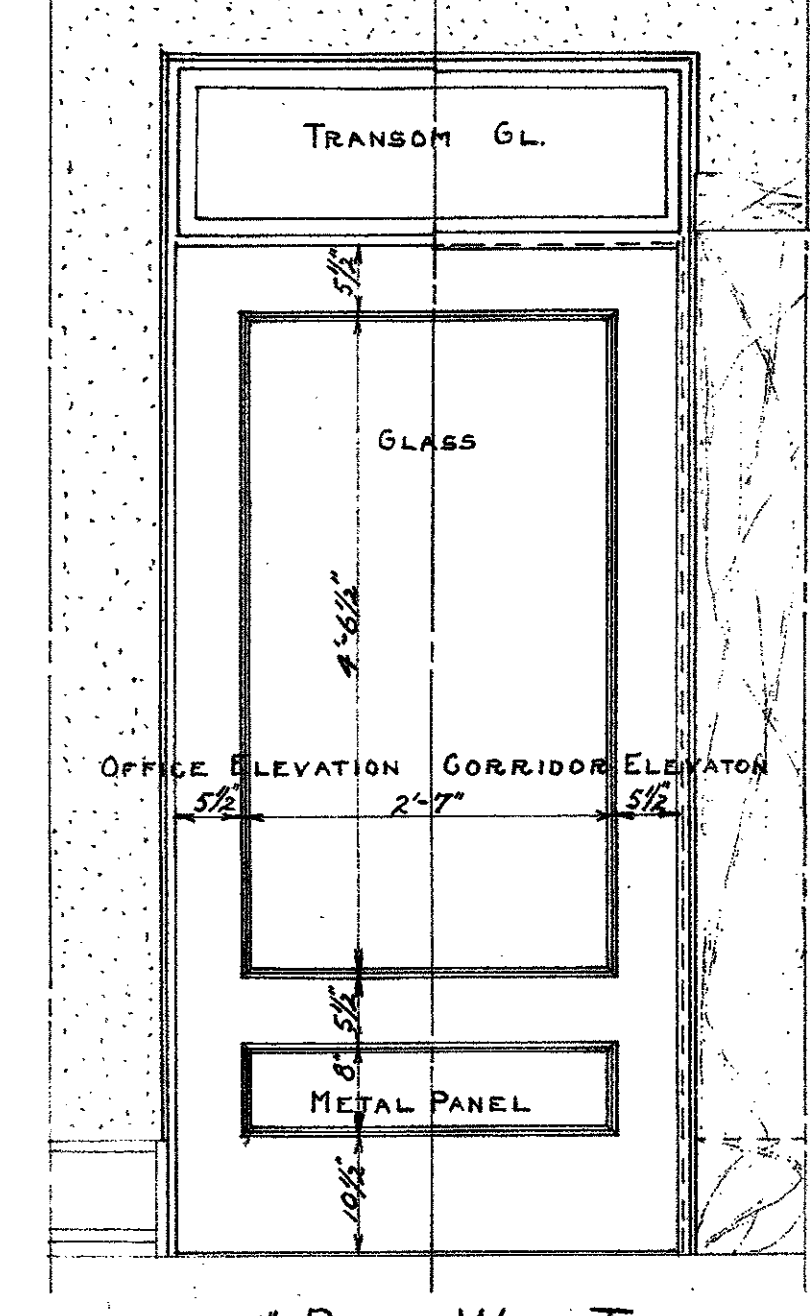 TRANSOM GL.
5½"
GLASS
4'-6½"
OFFICE ELEVATION CORRIDOR ELEVATON
5½" 2'-7" 5½"
5½"
8"
METAL PANEL
10½"